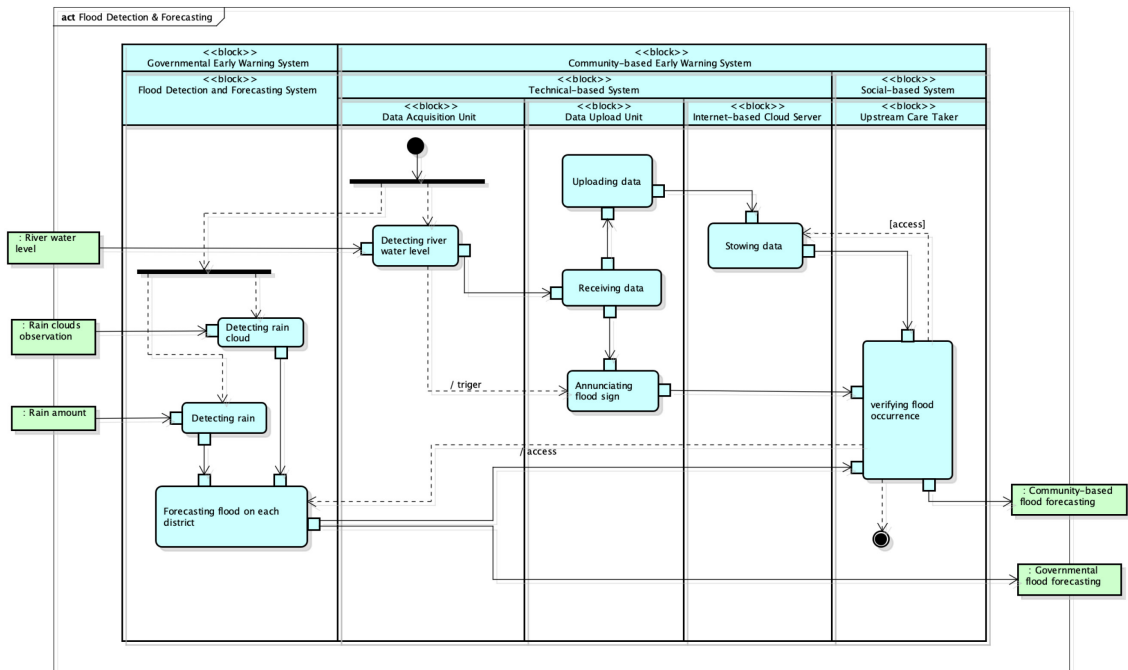 act Flood Detection & Forecasting
<<block>>
Governmental Early Warning System
<<block>>
Community-based Early Warning System
<<block>>
Flood Detection and Forecasting System
<<block>>
Technical-based System
<<block>>
Social-based System
<<block>>
Data Acquisition Unit
<<block>>
Data Upload Unit
<<block>>
Internet-based Cloud Server
<<block>>
Upstream Care Taker
Uploading data
: River water
level
Detecting river
water level
Stowing data
[access]
Receiving data
: Rain clouds
observation
Detecting rain
cloud
/ triger
Annunciating
flood sign
verifying flood
occurrence
: Rain amount
Detecting rain
/ access
Forecasting flood on each
district
: Community-based
flood forecasting
: Governmental
flood forecasting